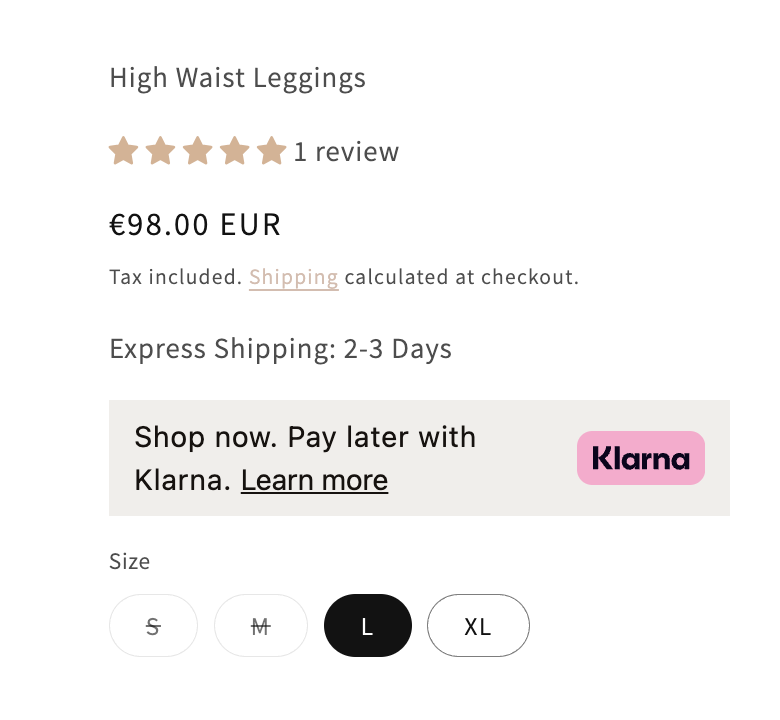 High Waist Leggings
1 review
€98.00 EUR
Tax included. Shipping calculated at checkout.
Express Shipping: 2-3 Days
Shop now. Pay later with
Klarna. Learn more
Klarna
Size
S M L XL